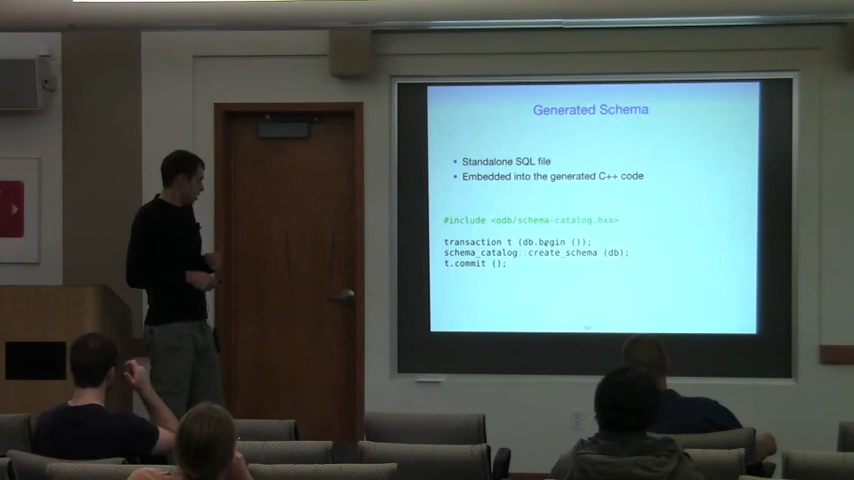 Generated Schema
• Standalone SQL file
• Embedded into the generated C++ code
#include <odb/schema-catalog.hxx>
transaction t (db.begin ());
schema_catalog::create_schema (db);
t.commit ();